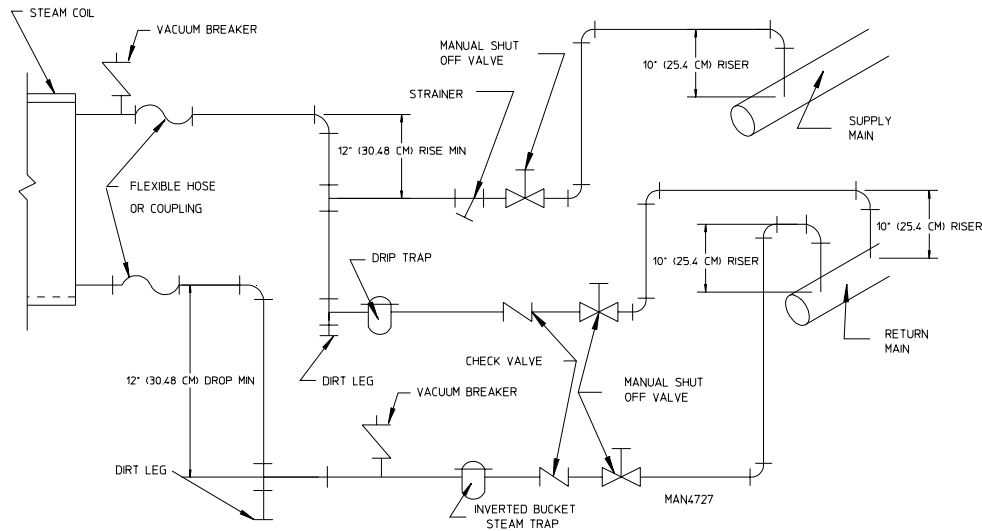 STEAM COIL
VACUUM BREAKER
MANUAL SHUT
OFF VALVE
10" (25.4 CM) RISER
STRAINER
SUPPLY
MAIN
12" (30.48 CM) RISE MIN
FLEXIBLE HOSE
OR COUPLING
10" (25.4 CM) RISER
DRIP TRAP
10" (25.4 CM) RISER
RETURN
MAIN
CHECK VALVE
12" (30.48 CM) DROP MIN
DIRT LEG
MANUAL SHUT
OFF VALVE
VACUUM BREAKER
DIRT LEG
MAN4727
INVERTED BUCKET
STEAM TRAP